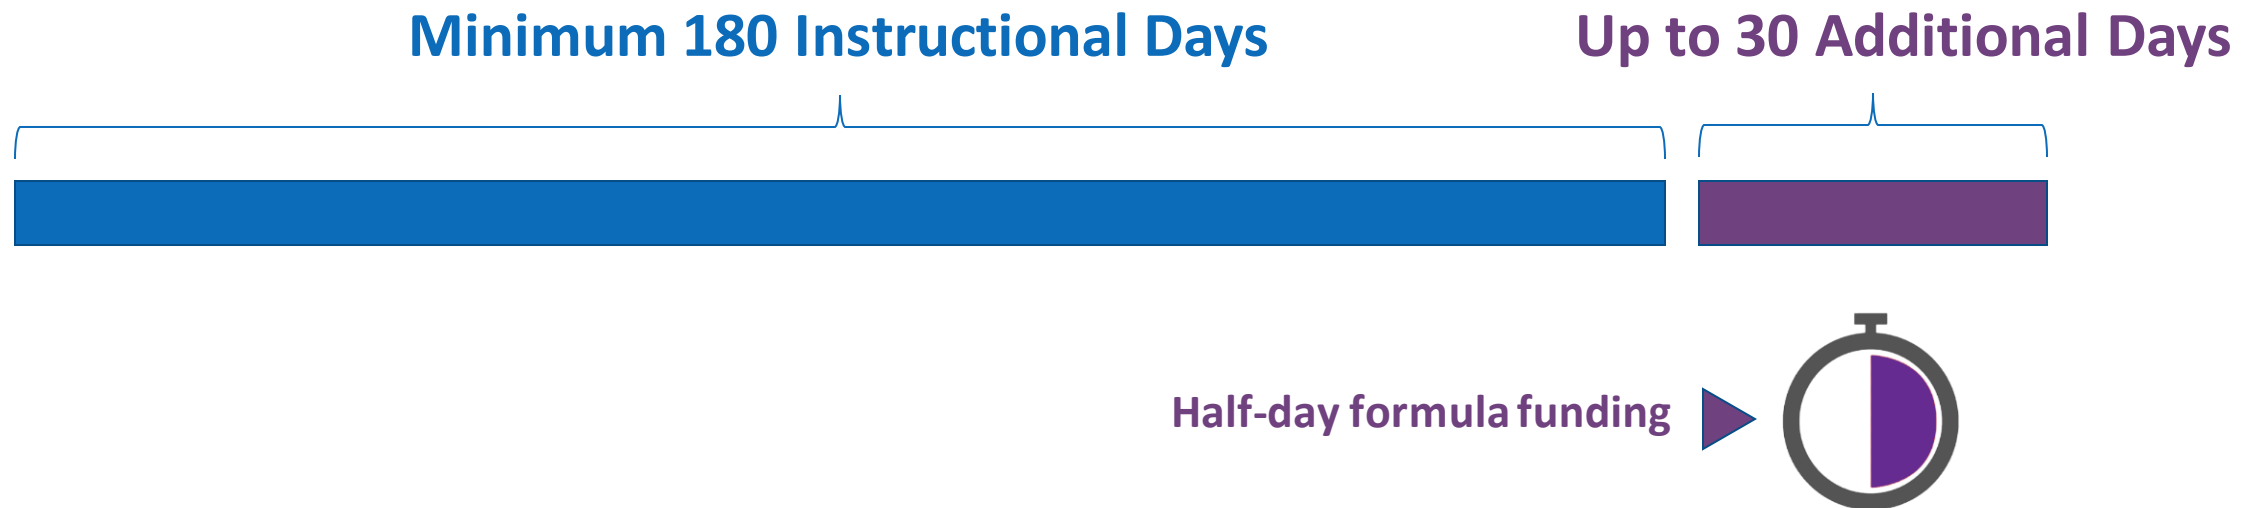 Minimum 180 Instructional Days
Up to 30 Additional Days
Half-day formula funding